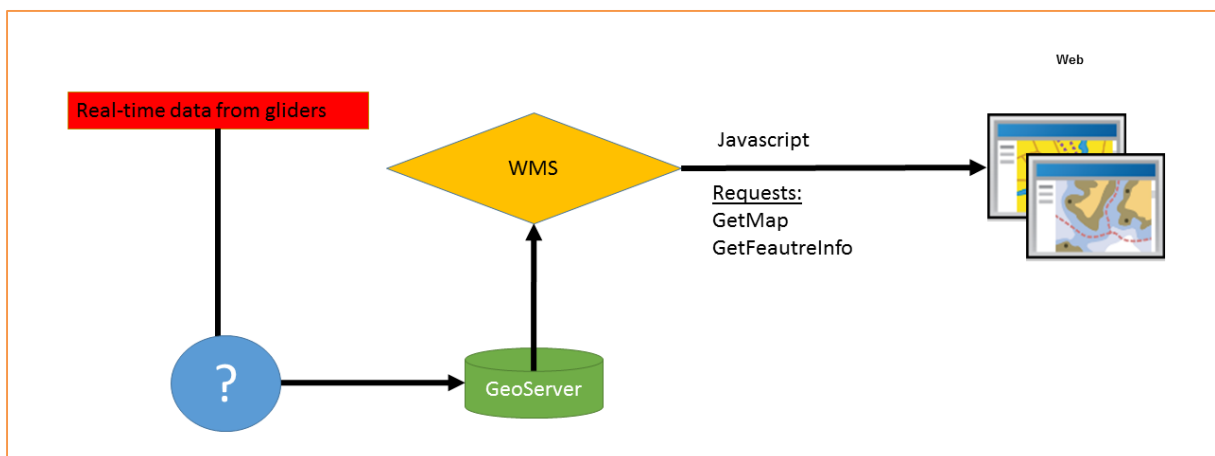 Web
Real-time data from gliders
Javascript
WMS
Requests:
GetMap
GetFeautreInfo
?
GeoServer